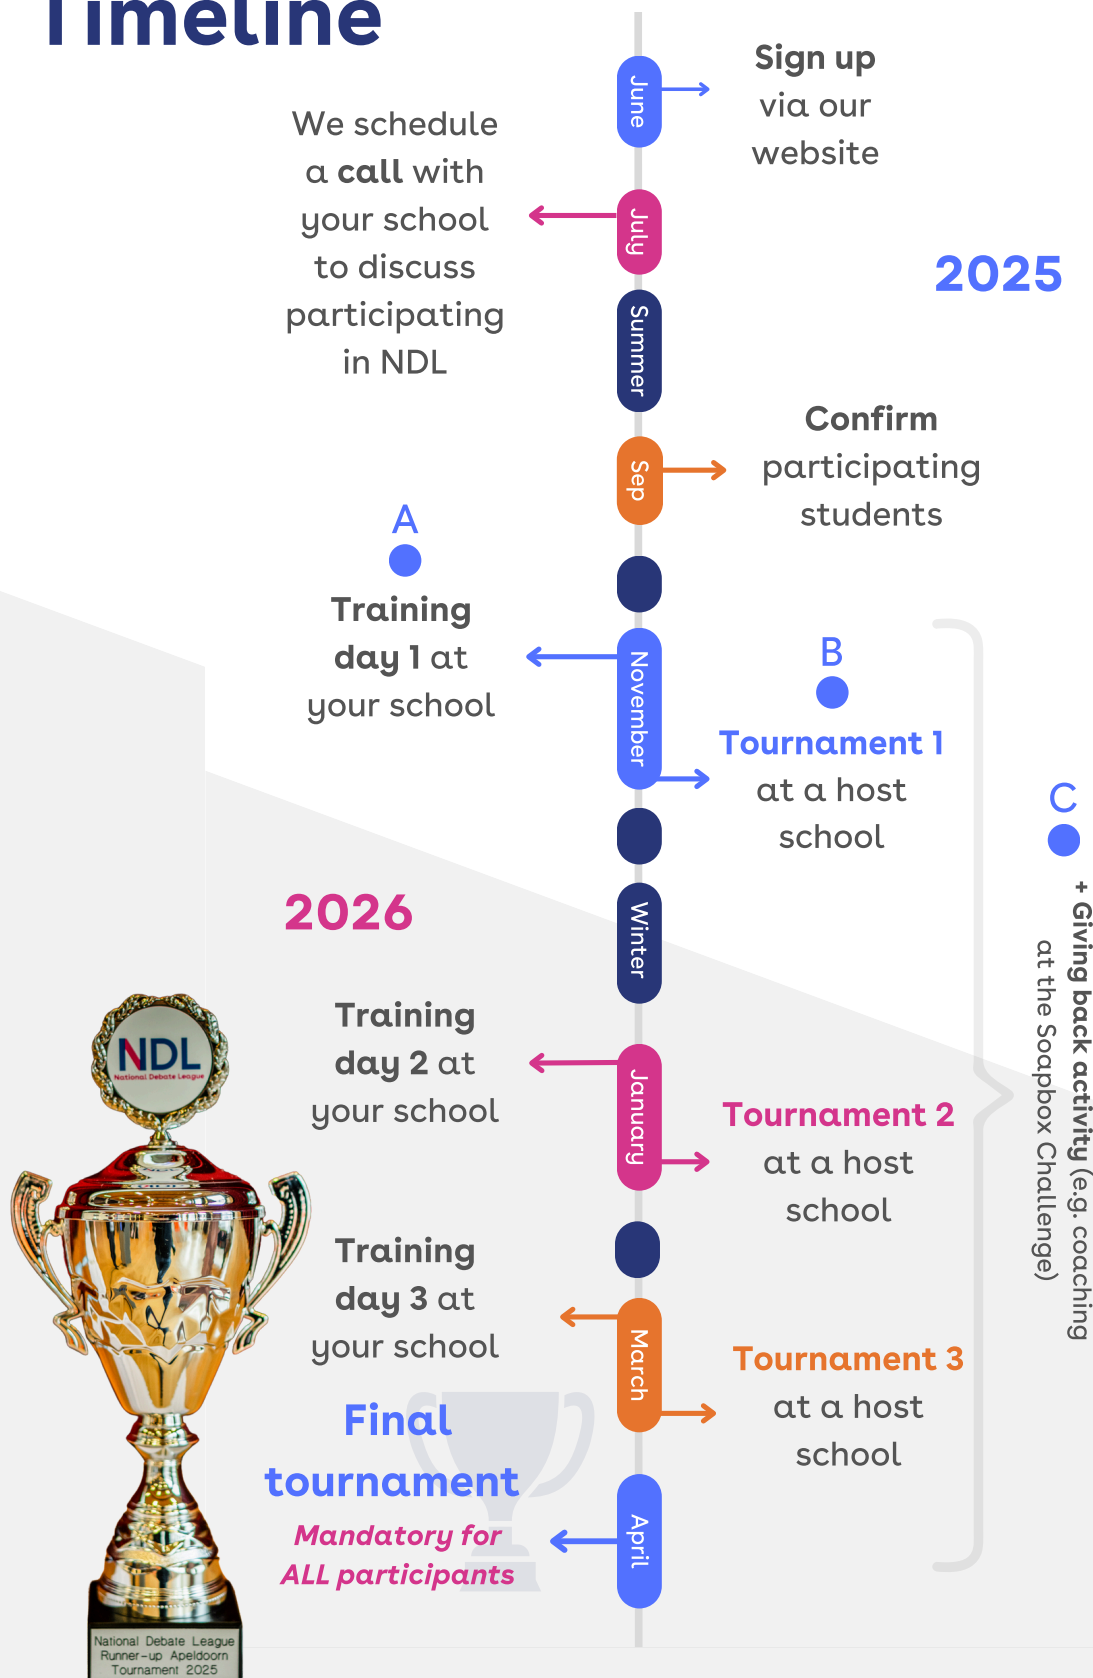 Timeline
June
Sign up
via our
website
We schedule
a call with
your school
to discuss
participating
in NDL
July
2025
Summer
Confirm
participating
students
Sep
A
Training
day 1 at
your school
November
B
Tournament 1
at a host
school
C
+ Giving back activity (e.g. coaching
at the Soapbox Challenge)
Winter
2026
Training
day 2 at
your school
January
Tournament 2
at a host
school
Training
day 3 at
your school
March
Tournament 3
at a host
school
Final
tournament
Mandatory for
ALL participants
April
NDL
National Debate League
National Debate League
Runner-up Apeldoorn
Tournament 2025